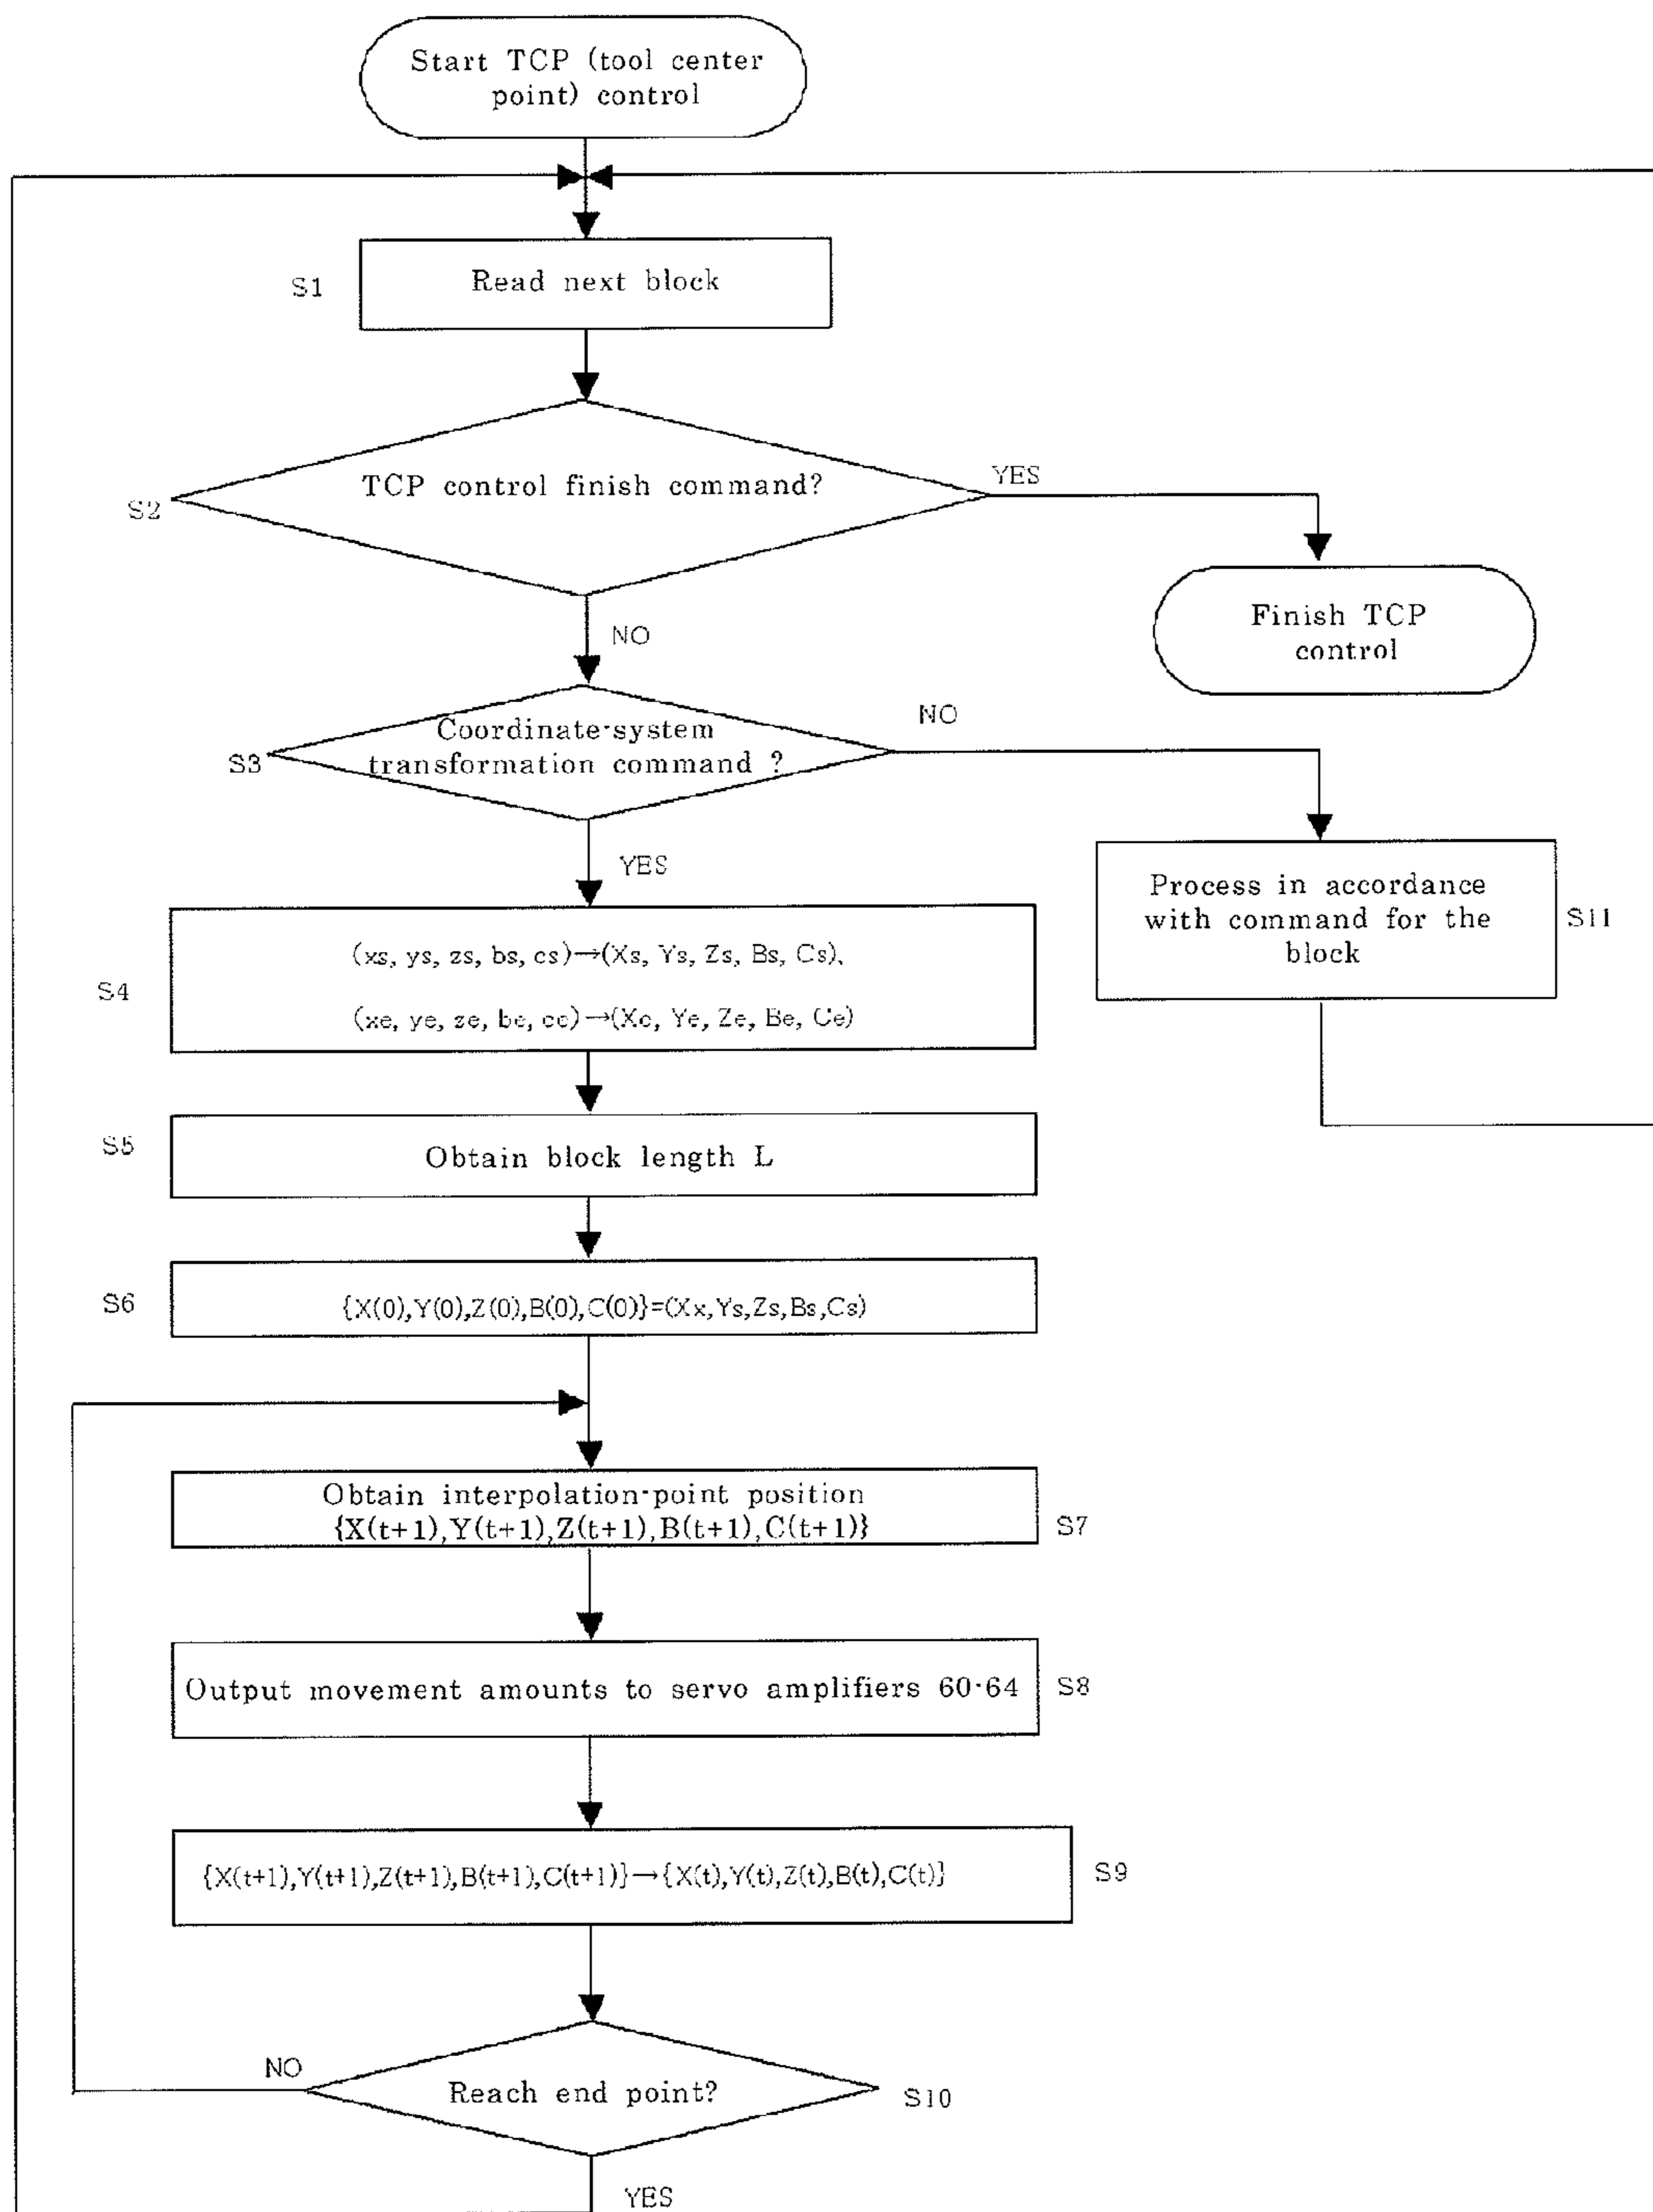 Start TCP (tool center
point) control
S1
Read next block
S2
TCP control finish command?
YES
NO
Finish TCP
control
S3
Coordinate-system
transformation command ?
NO
YES
Process in accordance
with command for the
block
S11
S4
(xs, ys, zs, bs, cs)→(Xs, Ys, Zs, Bs, Cs),
(xe, ye, ze, be, ce)→(Xe, Ye, Ze, Be, Ce)
S5
Obtain block length L
S6
{X(0),Y(0),Z(0),B(0),C(0)}=(Xx,Ys,Zs,Bs,Cs)
Obtain interpolation-point position
{X(t+1),Y(t+1),Z(t+1),B(t+1),C(t+1)}
S7
Output movement amounts to servo amplifiers 60-64
S8
{X(t+1),Y(t+1),Z(t+1),B(t+1),C(t+1)}→{X(t),Y(t),Z(t),B(t),C(t)}
S9
NO
Reach end point?
S10
YES